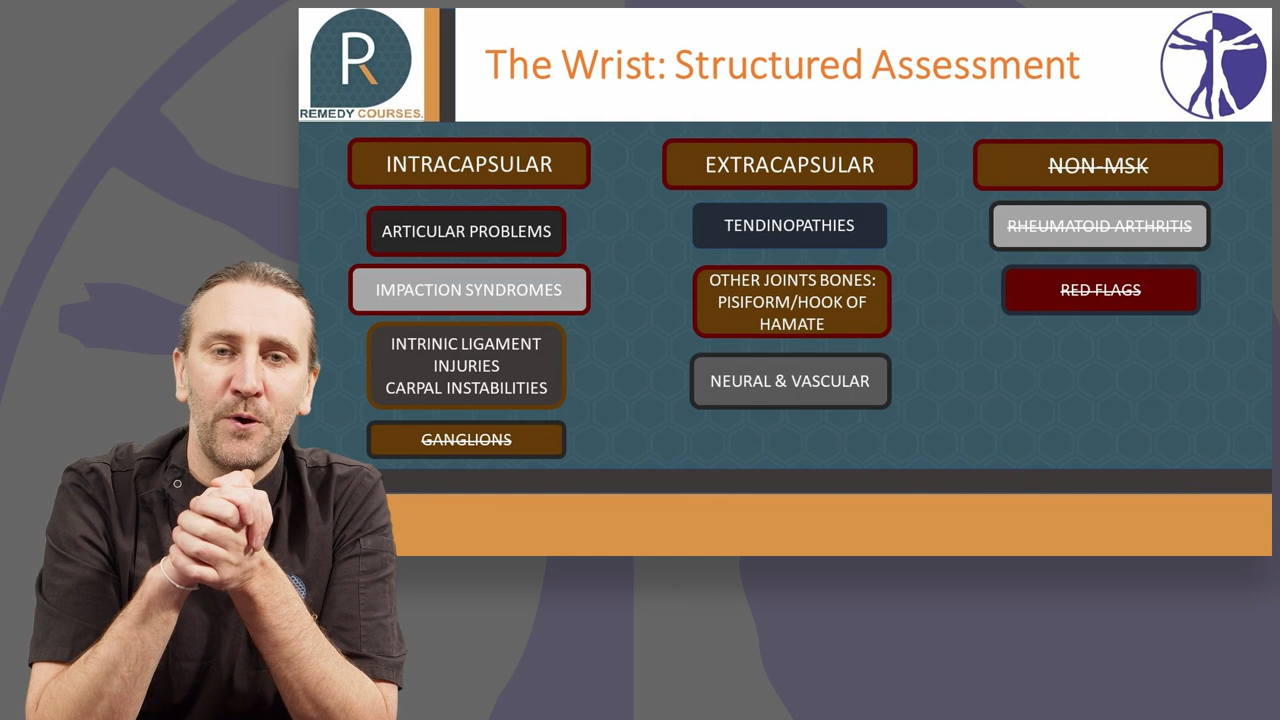 R
REMEDY COURSES.
The Wrist: Structured Assessment
INTRACAPSULAR
ARTICULAR PROBLEMS
IMPACTION SYNDROMES
INTRINSIC LIGAMENT
INJURIES
CARPAL INSTABILITIES
GANGLIONS
EXTRACAPSULAR
TENDINOPATHIES
OTHER JOINTS BONES:
PISIFORM/HOOK OF
HAMATE
NEURAL & VASCULAR
NON-MSK
RHEUMATOID ARTHRITIS
RED FLAGS